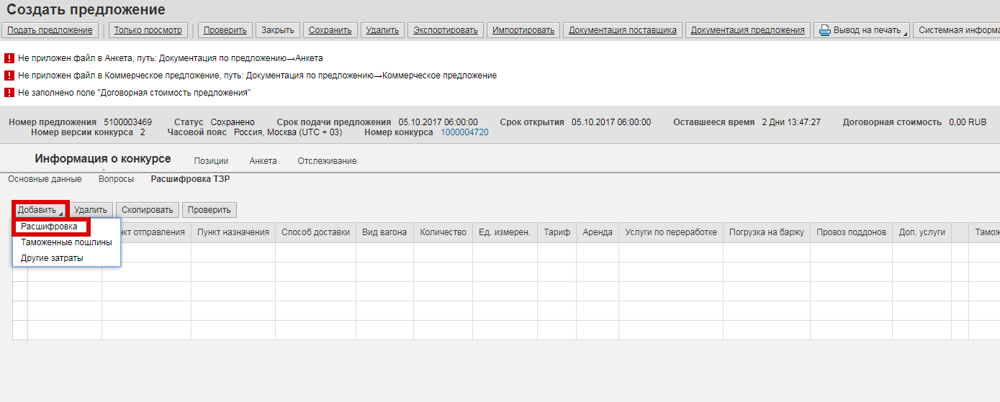 Создать предложение
Подать предложение Только просмотр Проверить Закрыть Сохранить Удалить Экспортировать Импортировать Документация поставщика Документация предложения Вывод на печать Системная информа
Не приложен файл в Анкета, путь: Документация по предложению→Анкета
Не приложен файл в Коммерческое предложение, путь: Документация по предложению→Коммерческое предложение
Не заполнено поле "Договорная стоимость предложения"
Номер предложения 5100003469 Статус Сохранено Срок подачи предложения 05.10.2017 06:00:00 Срок открытия 05.10.2017 06:00:00 Оставшееся время 2 Дни 13:47:27 Договорная стоимость 0,00 RUB
Номер версии конкурса 2 Часовой пояс Россия, Москва (UTC + 03) Номер конкурса 1000004720
Информация о конкурсе Позиции Анкета Отслеживание
Основные данные Вопросы Расшифровка ТЗР
Добавить Удалить Скопировать Проверить
Расшифровка
Таможенные пошлины
Другие затраты
нкт отправления Пункт назначения Способ доставки Вид вагона Количество Ед. измерен. Тариф Аренда Услуги по переработке Погрузка на баржу Провоз поддонов Доп. услуги Тамож